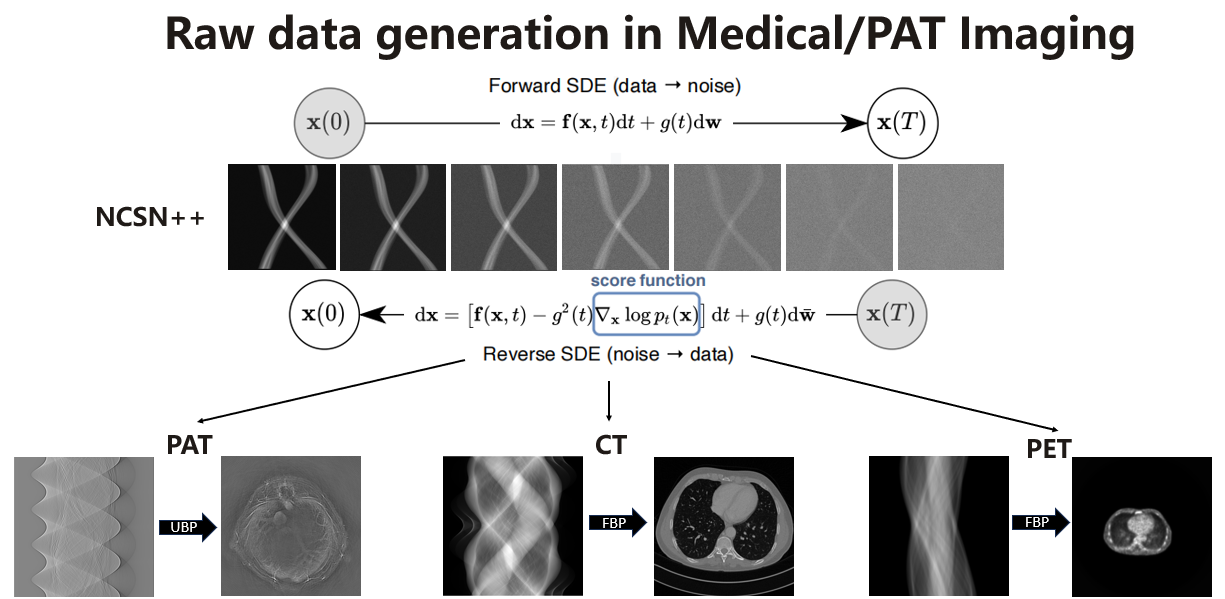 Raw data generation in Medical/PAT Imaging
Forward SDE (data → noise)
x(0)
dx = f(x, t)dt + g(t)dw
x(T)
NCSN++
score function
x(0)
dx = [f(x, t) − g²(t)∇ₓ log pₜ(x)] dt + g(t)dw̄
x(T)
Reverse SDE (noise → data)
PAT
CT
PET
UBP
FBP
FBP